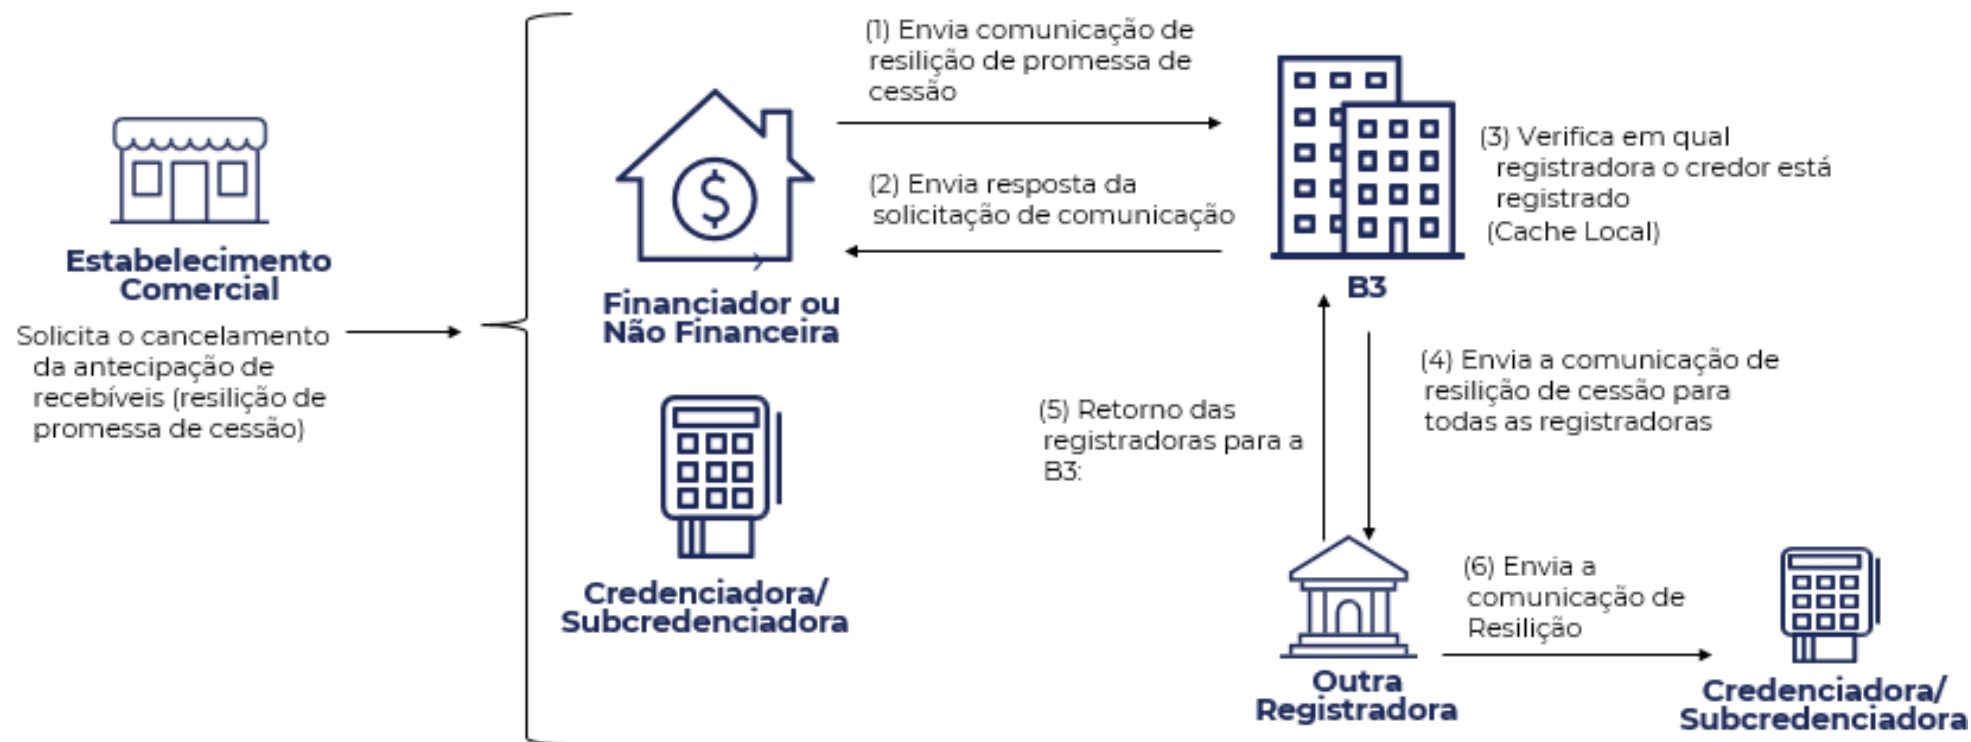 Estabelecimento
Comercial
Solicita o cancelamento
da antecipação de
recebíveis (resilição de
promessa de cessão)
$
Financiador ou
Não Financeira
Credenciadora/
Subcredenciadora
(1) Envia comunicação de
resilição de promessa de
cessão
(2) Envia resposta da
solicitação de comunicação
B3
(3) Verifica em qual
registradora o credor está
registrado
(Cache Local)
(4) Envia a comunicação de
resilição de cessão para
todas as registradoras
(5) Retorno das
registradoras para a
B3:
Outra
Registradora
(6) Envia a
comunicação de
Resilição
Credenciadora/
Subcredenciadora